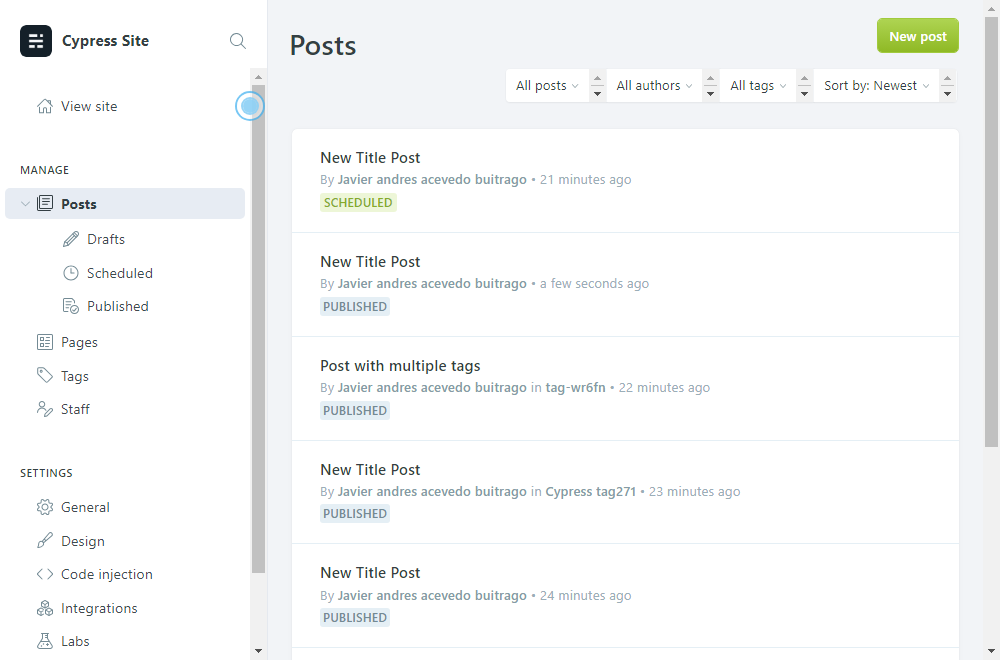 Cypress Site
View site
MANAGE
Posts
Drafts
Scheduled
Published
Pages
Tags
Staff
SETTINGS
General
Design
Code injection
Integrations
Labs
Posts
New post
All posts
All authors
All tags
Sort by: Newest
New Title Post
By Javier andres acevedo buitrago • 21 minutes ago
SCHEDULED
New Title Post
By Javier andres acevedo buitrago • a few seconds ago
PUBLISHED
Post with multiple tags
By Javier andres acevedo buitrago in tag-wr6fn • 22 minutes ago
PUBLISHED
New Title Post
By Javier andres acevedo buitrago in Cypress tag271 • 23 minutes ago
PUBLISHED
New Title Post
By Javier andres acevedo buitrago • 24 minutes ago
PUBLISHED